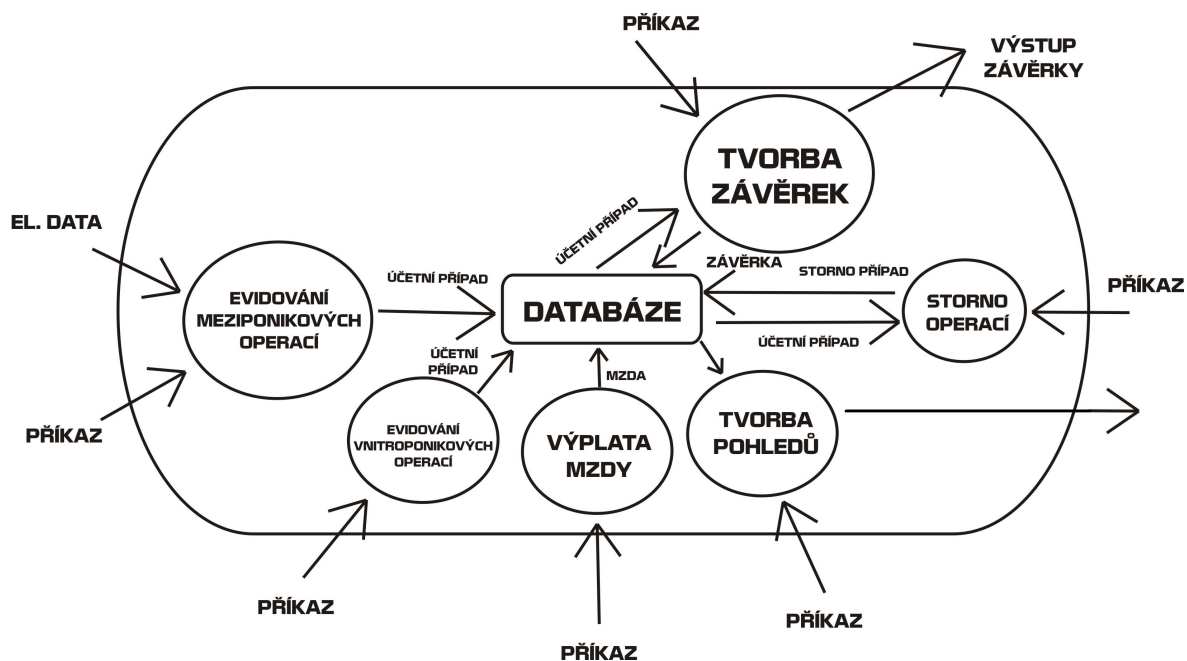 PŘÍKAZ
VÝSTUP
ZÁVĚRKY
TVORBA
ZÁVĚREK
EL. DATA
ÚČETNÍ PŘÍPAD
ZÁVĚRKA
STORNO PŘÍPAD
ÚČETNÍ PŘÍPAD
EVIDOVÁNÍ
MEZIPONIKOVÝCH
OPERACÍ
DATABÁZE
STORNO
OPERACÍ
PŘÍKAZ
ÚČETNÍ PŘÍPAD
ÚČETNÍ
PŘÍPAD
MZDA
PŘÍKAZ
EVIDOVÁNÍ
VNITROPONIKOVÝCH
OPERACÍ
VÝPLATA
MZDY
TVORBA
POHLEDŮ
PŘÍKAZ
PŘÍKAZ
PŘÍKAZ